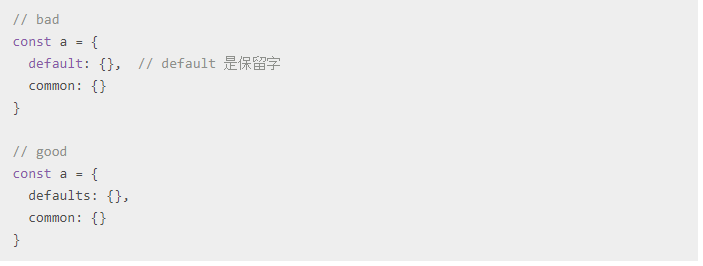 // bad
const a = {
  default: {},  // default 是保留字
  common: {}
}

// good
const a = {
  defaults: {},
  common: {}
}